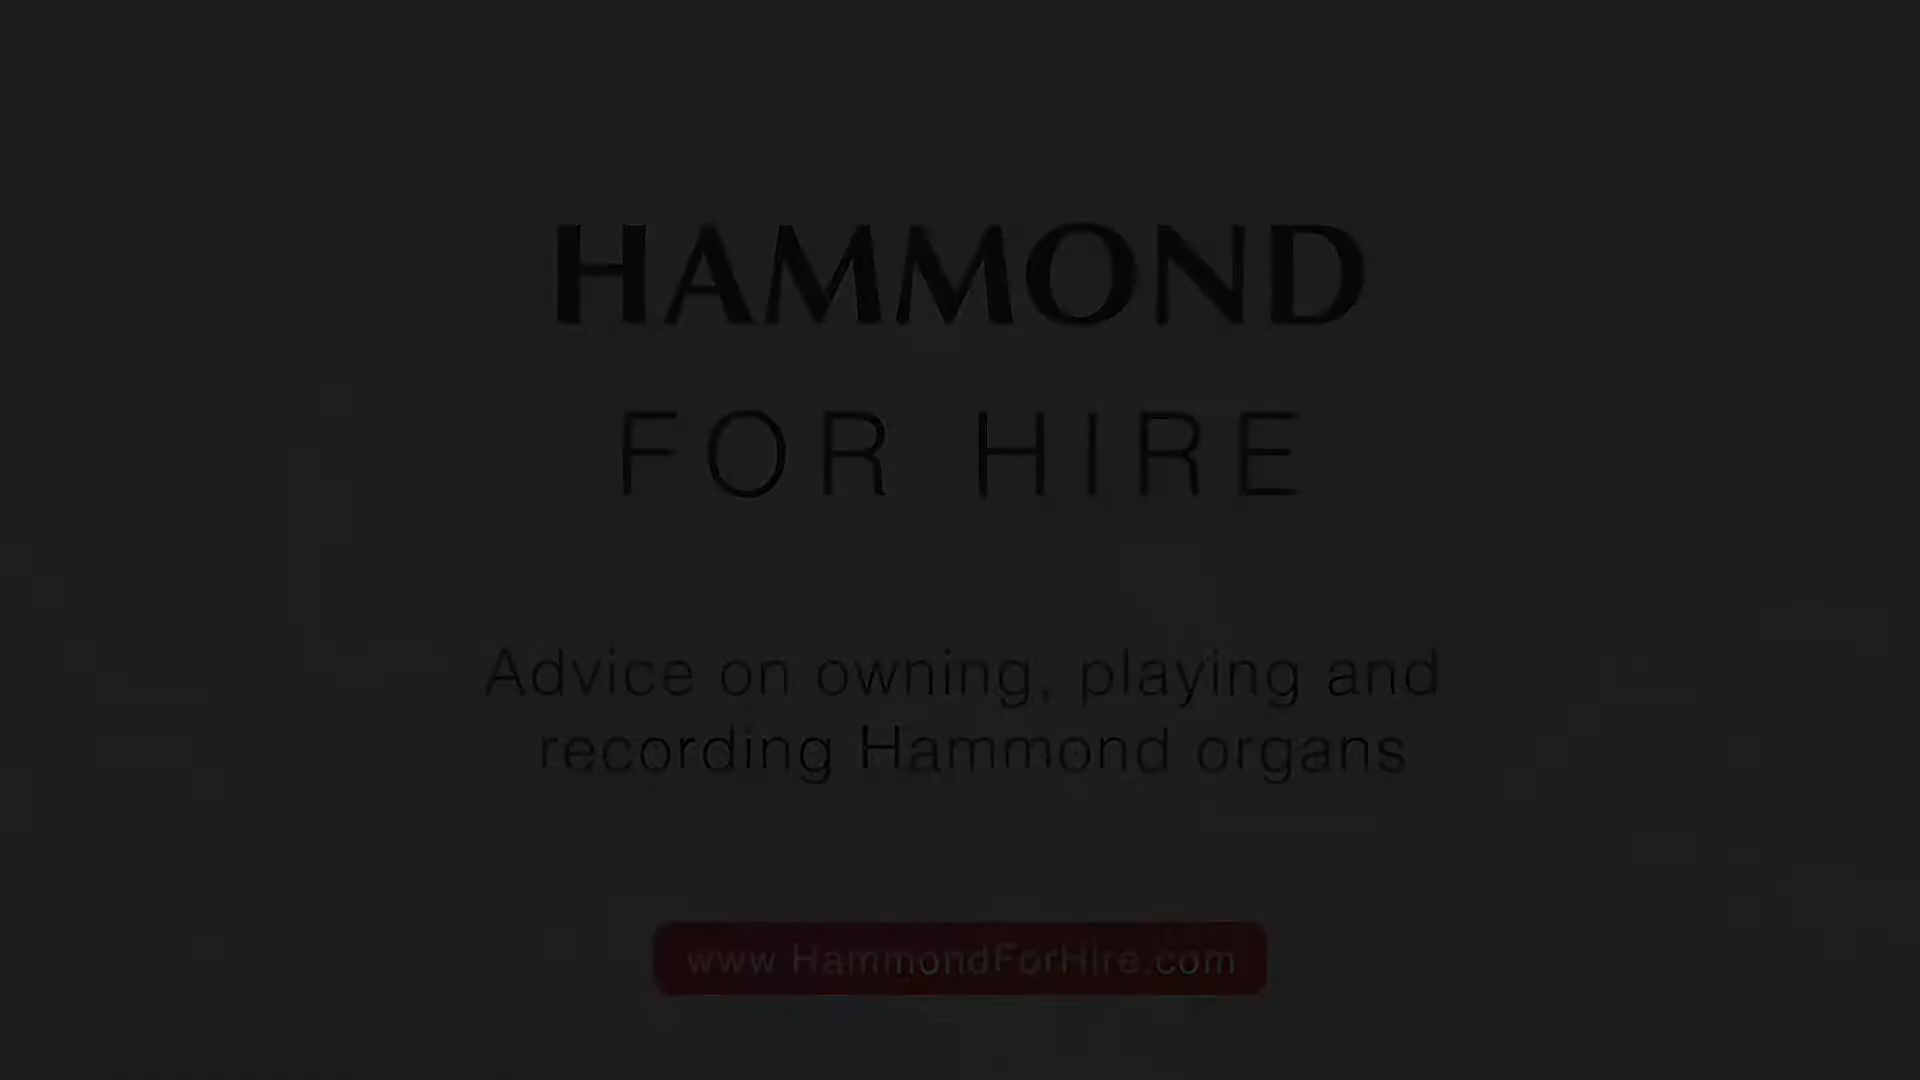 HAMMOND
FOR HIRE
Advice on owning, playing and
recording Hammond organs
www.HammondForHire.com